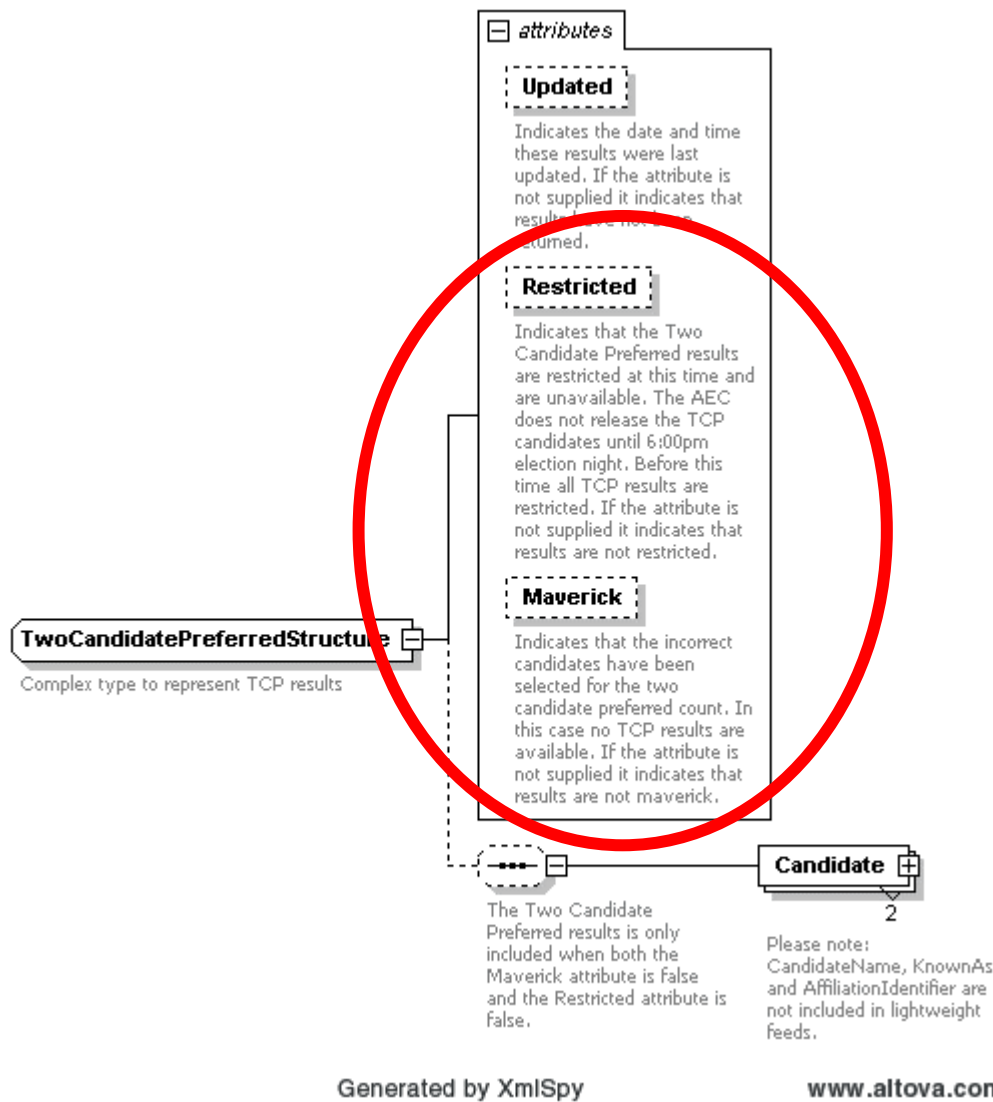 attributes
Updated
Indicates the date and time
these results were last
updated. If the attribute is
not supplied it indicates that
results have not been
returned.
Restricted
Indicates that the Two
Candidate Preferred results
are restricted at this time and
are unavailable. The AEC
does not release the TCP
candidates until 6:00pm
election night. Before this
time all TCP results are
restricted. If the attribute is
not supplied it indicates that
results are not restricted.
Maverick
Indicates that the incorrect
candidates have been
selected for the two
candidate preferred count. In
this case no TCP results are
available. If the attribute is
not supplied it indicates that
results are not maverick.
TwoCandidatePreferredStructure
Complex type to represent TCP results
Candidate
2
The Two Candidate
Preferred results is only
included when both the
Maverick attribute is false
and the Restricted attribute is
false.
Please note:
CandidateName, KnownAs
and AffiliationIdentifier are
not included in lightweight
feeds.
Generated by XmlSpy
www.altova.com